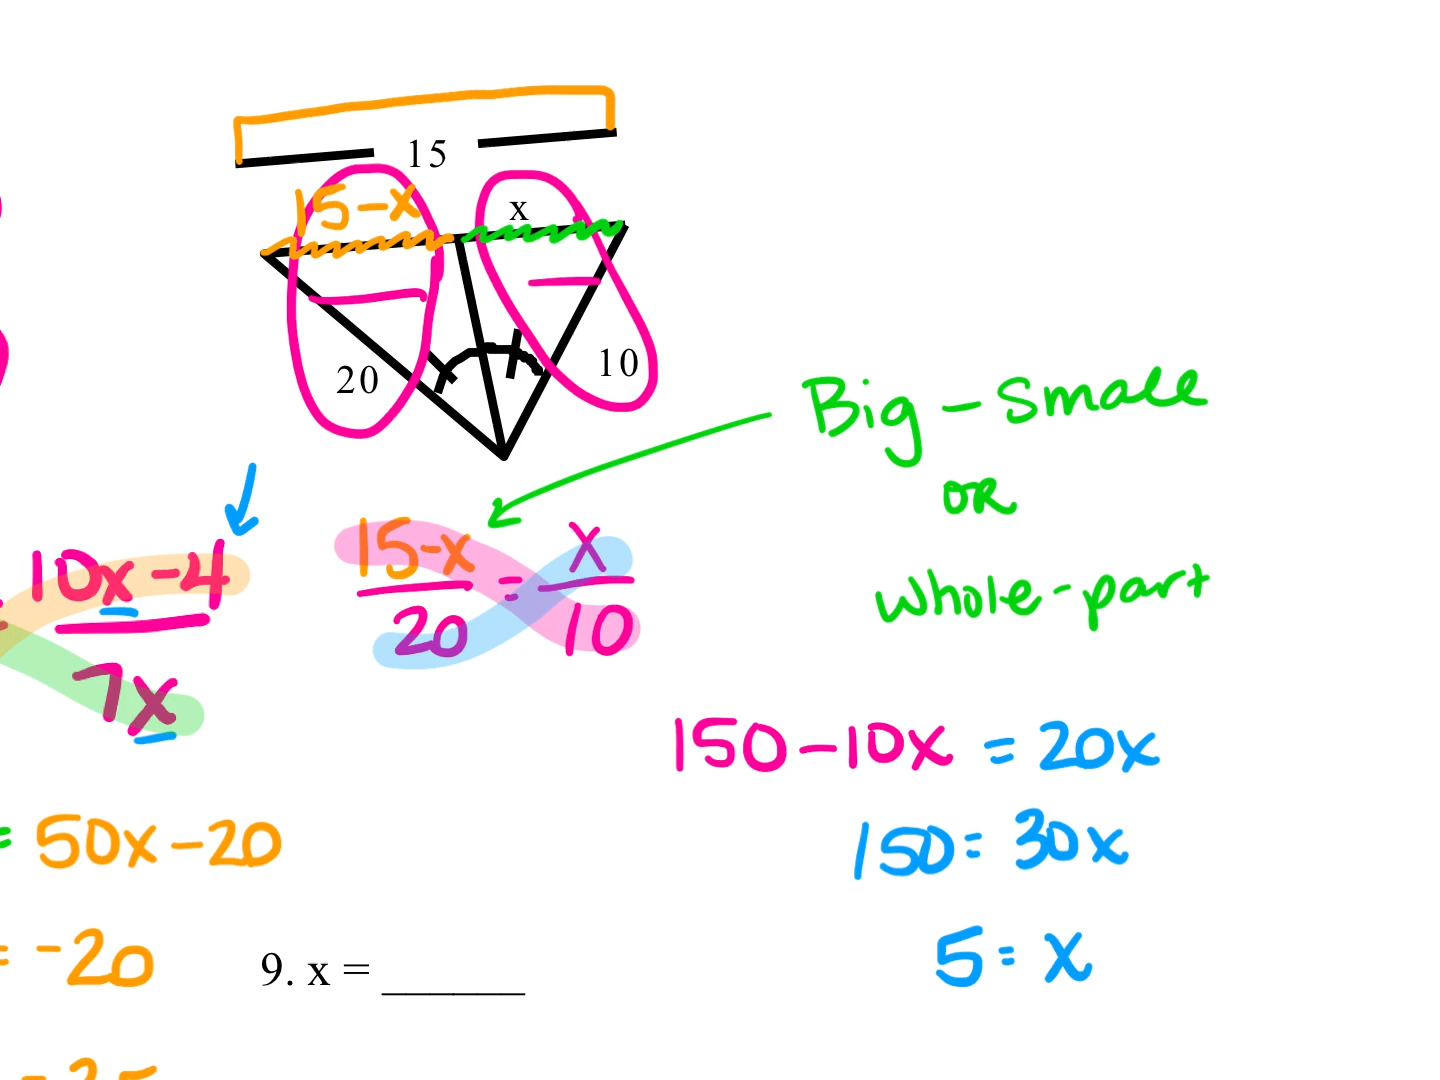 15
15-x
x
20
10
Big-Small
OR
whole-part
10x-4
7x
15-x
20
=
x
10
150-10x = 20x
= 50x-20
150 = 30x
= -20
9. x = ______
5 = x